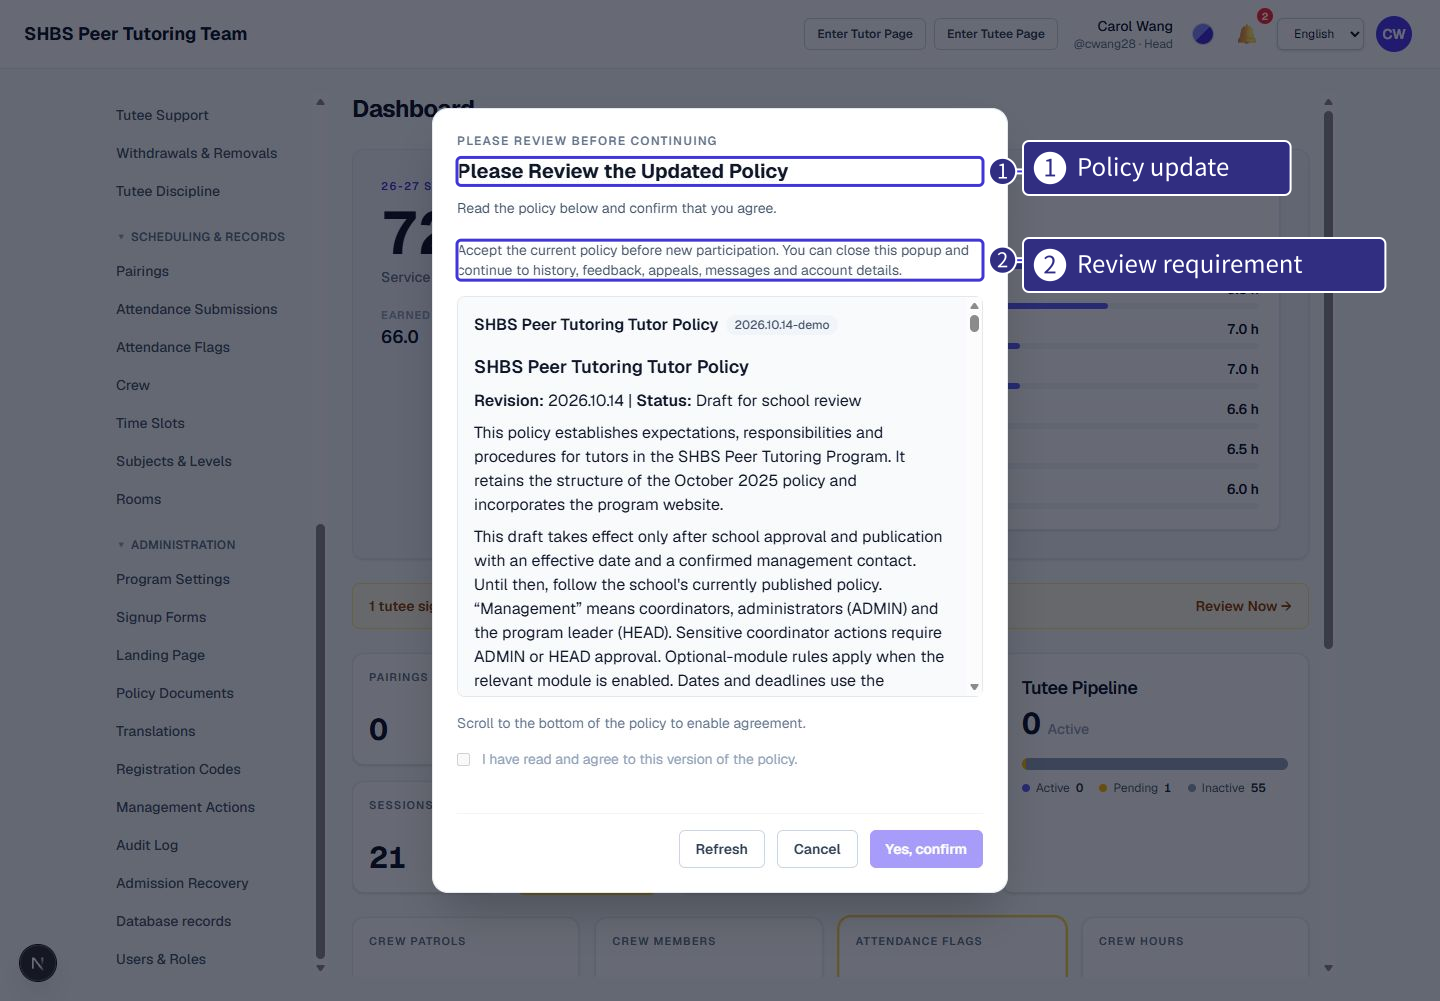 SHBS Peer Tutoring Team
Enter Tutor Page
Enter Tutee Page
Carol Wang
@cwang28 · Head
2
English
CW
Tutee Support
Withdrawals & Removals
Tutee Discipline
SCHEDULING & RECORDS
Pairings
Attendance Submissions
Attendance Flags
Crew
Time Slots
Subjects & Levels
Rooms
ADMINISTRATION
Program Settings
Signup Forms
Landing Page
Policy Documents
Translations
Registration Codes
Management Actions
Audit Log
Admission Recovery
Database records
Users & Roles
N
Dashboard
26-27 S
Service
EARNED
66.0
7.0 h
7.0 h
6.6 h
6.5 h
6.0 h
1 tutee
Review Now →
PAIRINGS
0
SESSIONS
21
Tutee Pipeline
0 Active
Active 0 Pending 1 Inactive 55
CREW PATROLS
CREW MEMBERS
ATTENDANCE FLAGS
CREW HOURS
PLEASE REVIEW BEFORE CONTINUING
Please Review the Updated Policy
1
1 Policy update
Read the policy below and confirm that you agree.
Accept the current policy before new participation. You can close this popup and
continue to history, feedback, appeals, messages and account details.
2
2 Review requirement
SHBS Peer Tutoring Tutor Policy 2026.10.14-demo
SHBS Peer Tutoring Tutor Policy
Revision: 2026.10.14 | Status: Draft for school review
This policy establishes expectations, responsibilities and
procedures for tutors in the SHBS Peer Tutoring Program. It
retains the structure of the October 2025 policy and
incorporates the program website.
This draft takes effect only after school approval and publication
with an effective date and a confirmed management contact.
Until then, follow the school's currently published policy.
“Management” means coordinators, administrators (ADMIN) and
the program leader (HEAD). Sensitive coordinator actions require
ADMIN or HEAD approval. Optional-module rules apply when the
relevant module is enabled. Dates and deadlines use the
Scroll to the bottom of the policy to enable agreement.
I have read and agree to this version of the policy.
Refresh
Cancel
Yes, confirm